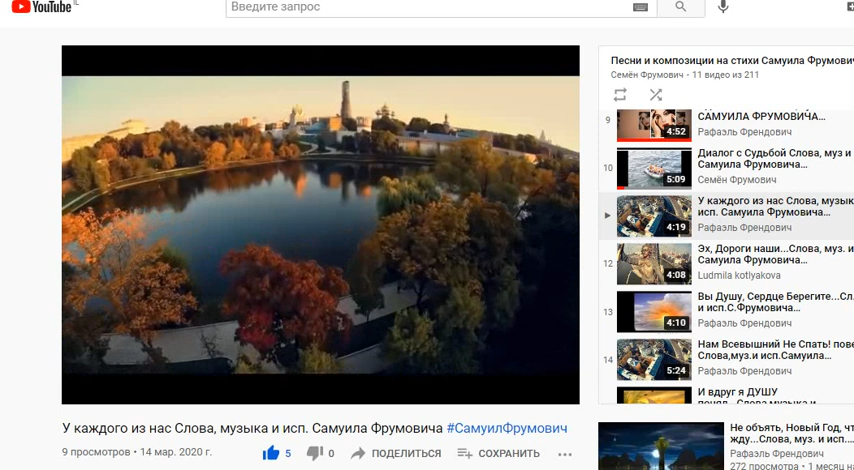 YouTube IL
Введите запрос
Песни и композиции на стихи Самуила Фрумович
Семён Фрумович - 11 видео из 211
9
САМУИЛА ФРУМОВИЧА...
Рафаэль Френдович
4:52
10
Диалог с Судьбой Слова, муз и
Самуила Фрумовича...
Семён Фрумович
5:09
У каждого из нас Слова, музык
исп. Самуила Фрумовича...
Рафаэль Френдович
4:19
12
Эх, Дороги наши...Слова, муз. и
Самуила Фрумовича...
Ludmila kotlyakova
4:08
13
Вы Душу, Сердце Берегите...Сл.
и исп.С.Фрумовича...
Рафаэль Френдович
4:10
14
Нам Всевышний Не Спать! пове
Слова,муз.и исп.Самуила...
Рафаэль Френдович
5:24
И вдруг я ДУШУ
У каждого из нас Слова, музыка и исп. Самуила Фрумовича #СамуилФрумович
9 просмотров • 14 мар. 2020 г.
5
0
ПОДЕЛИТЬСЯ
СОХРАНИТЬ
Не объять, Новый Год, чт
жду...Слова, муз. и исп....
Рафаэль Френдович
272 просмотра • 1 месяц н